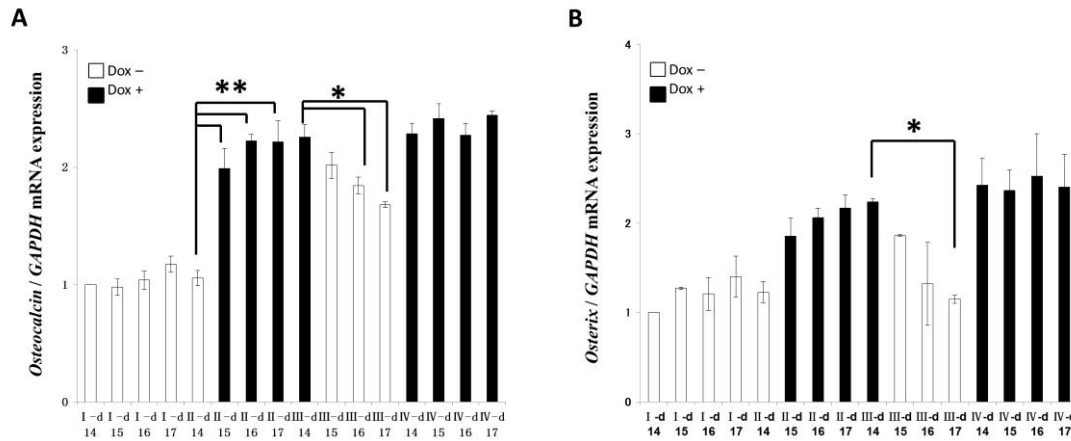 A
Osteocalcin / GAPDH mRNA expression
3
2
1
0
Dox –
Dox +
**
*
I –d I –d I –d I –d II –d II –d II –d II –d III –d III –d III –d III –d IV –d IV –d IV –d IV –d
14 15 16 17 14 15 16 17 14 15 16 17 14 15 16 17
B
Osterix / GAPDH mRNA expression
4
3
2
1
0
Dox –
Dox +
*
I -d I -d I -d I -d II -d II -d II -d II -d III -d III -d III -d III -d IV -d IV -d IV -d IV -d
14 15 16 17 14 15 16 17 14 15 16 17 14 15 16 17